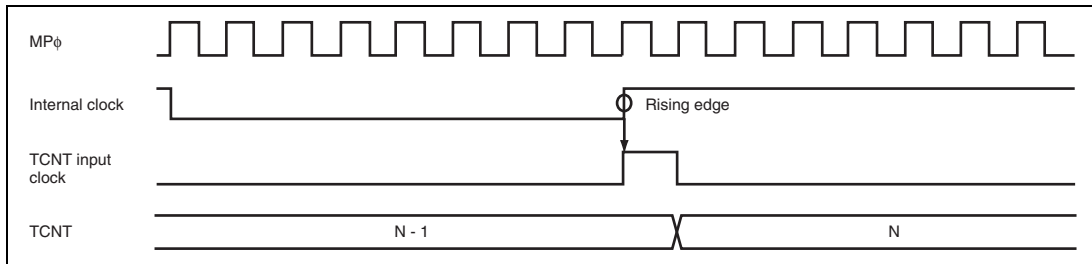 MPϕ
Internal clock
Rising edge
TCNT input
clock
TCNT
N - 1
N